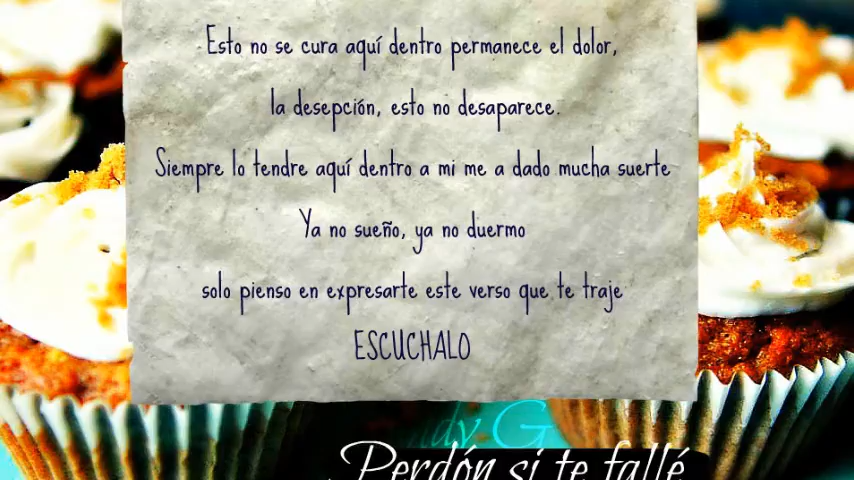 Esto no se cura aquí dentro permanece el dolor,
la desepción, esto no desaparece.
Siempre lo tendre aquí dentro a mi me a dado mucha suerte
Ya no sueño, ya no duermo
solo pienso en expresarte este verso que te traje
ESCUCHALO
G
Perdón si te fallé